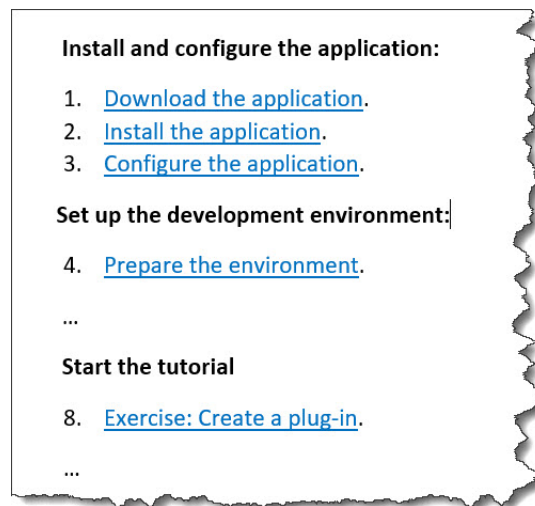 Install and configure the application:
1. Download the application.
2. Install the application.
3. Configure the application.
Set up the development environment:
4. Prepare the environment.
...
Start the tutorial
8. Exercise: Create a plug-in.
...